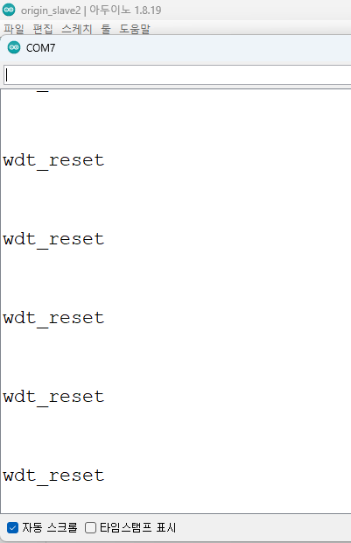 origin_slave2 | 아두이노 1.8.19
파일 편집 스케치 툴 도움말
COM7
wdt_reset
wdt_reset
wdt_reset
wdt_reset
wdt_reset
자동 스크롤 타임스탬프 표시